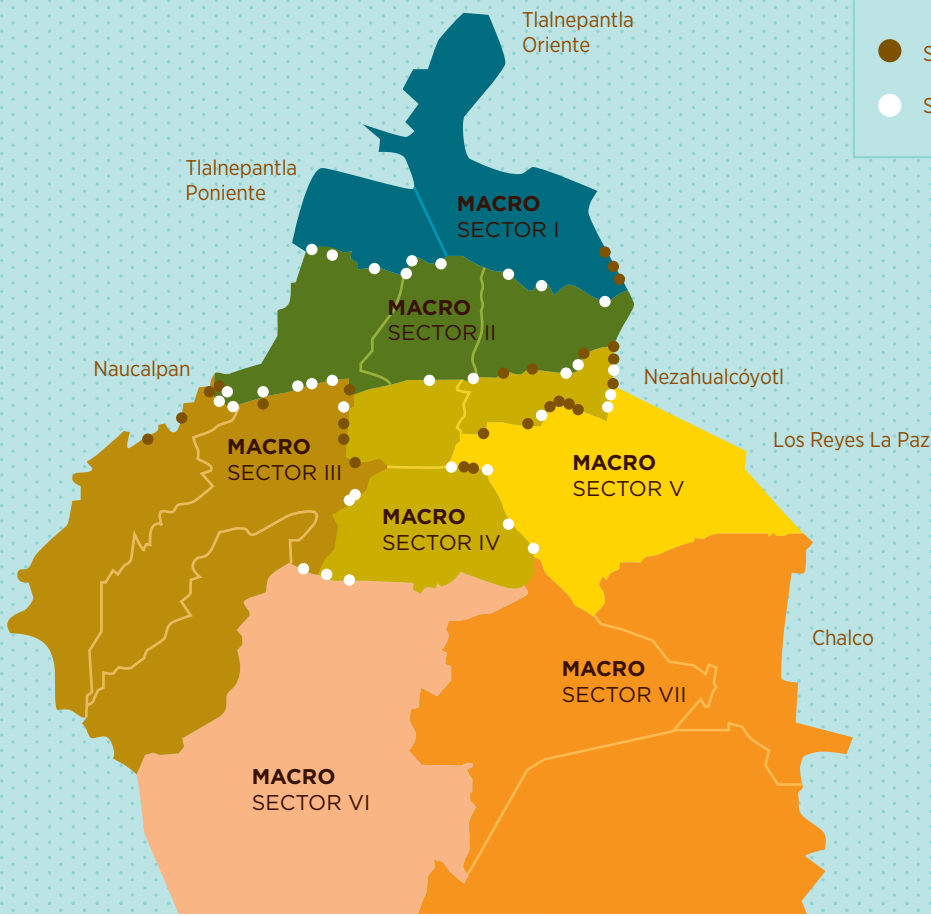 Tlalnepantla
Oriente
S
S
Tlalnepantla
Poniente
MACRO
SECTOR I
MACRO
SECTOR II
Naucalpan
Nezahualcóyotl
Los Reyes La Paz
MACRO
SECTOR III
MACRO
SECTOR V
MACRO
SECTOR IV
Chalco
MACRO
SECTOR VII
MACRO
SECTOR VI